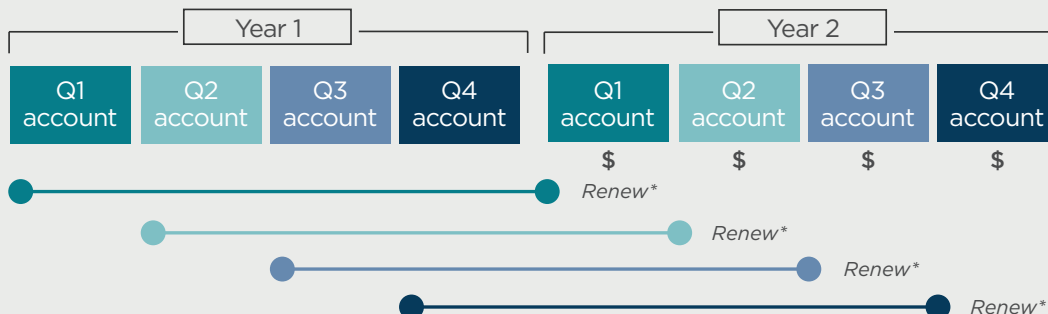 Year 1
Year 2
Q1
account
Q2
account
Q3
account
Q4
account
Q1
account
Q2
account
Q3
account
Q4
account
$
$
$
$
Renew*
Renew*
Renew*
Renew*